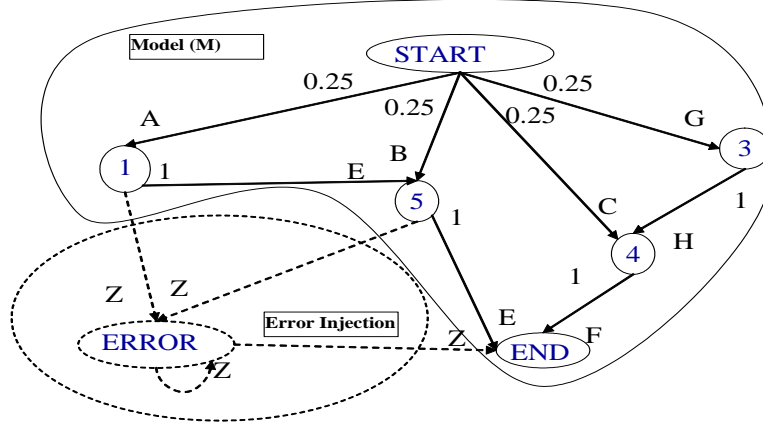 Model (M)
START
0.25
0.25
0.25
0.25
A
G
B
1
1
E
3
5
C
1
1
H
4
1
Z
Z
E
Error Injection
F
ERROR
Z
END
Z